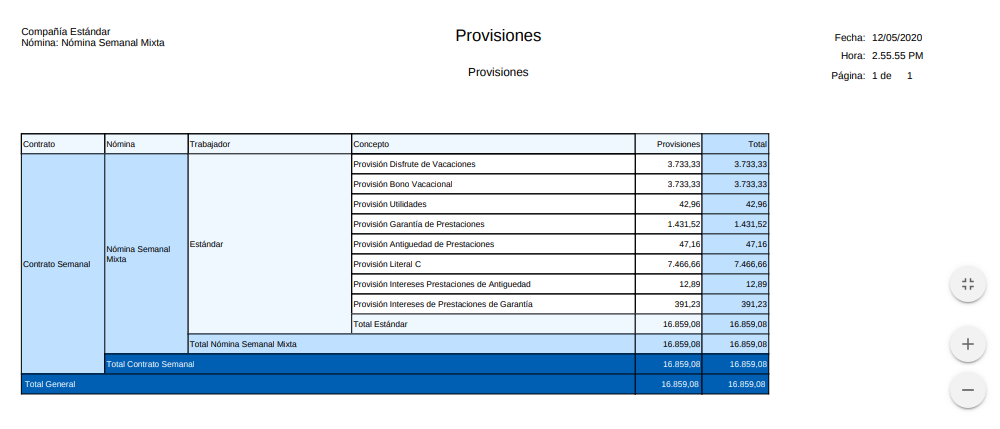 Compañía Estándar
Nómina: Nómina Semanal Mixta
Provisiones
Provisiones
Fecha: 12/05/2020
Hora: 2.55.55 PM
Página: 1 de 1
Contrato Nómina Trabajador Concepto Provisiones Total
Provisión Disfrute de Vacaciones 3.733,33 3.733,33
Provisión Bono Vacacional 3.733,33 3.733,33
Provisión Utilidades 42,96 42,96
Provisión Garantía de Prestaciones 1.431,52 1.431,52
Estándar Provisión Antiguedad de Prestaciones 47,16 47,16
Contrato Semanal Nómina Semanal Mixta Provisión Literal C 7.466,66 7.466,66
Provisión Intereses Prestaciones de Antiguedad 12,89 12,89
Provisión Intereses de Prestaciones de Garantía 391,23 391,23
Total Estándar 16.859,08 16.859,08
Total Nómina Semanal Mixta 16.859,08 16.859,08
Total Contrato Semanal 16.859,08 16.859,08
Total General 16.859,08 16.859,08